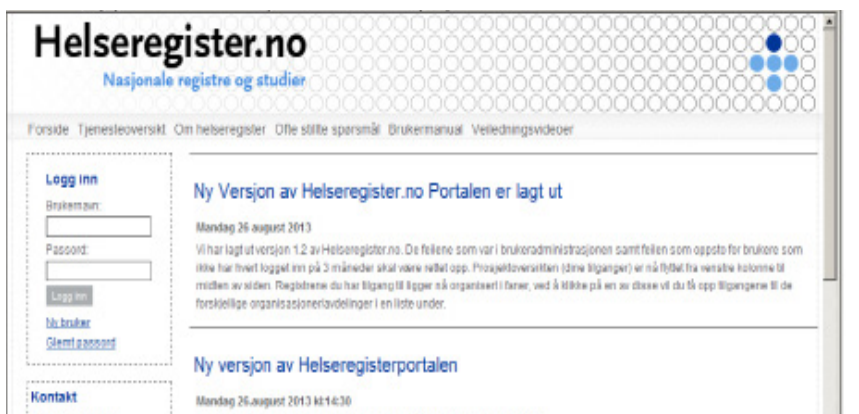 Helseregister.no
Nasjonale registre og studier
Forside Tjenesteoversikt Om helseregister Ofte stilte spørsmål Brukermanual Veiledningsvideoer
Logg inn
Brukernavn:
Passord:
Logg inn
Ny bruker
Glemt passord
Kontakt
Ny Versjon av Helseregister.no Portalen er lagt ut
Mandag 26 august 2013
Vi har lagt ut versjon 1.2 av Helseregister.no. De feilene som var i brukeradministrasjonen samt feilen som oppsto for brukere som
ikke har hvert logget inn på 3 måneder skal være rettet opp. Prosjektoversikten (dine tilganger) er nå flyttet fra venstre kolonne til
midten av siden. Registrene du har tilgang til ligger nå organisert i faner, ved å klikke på en av disse vil du få opp tilgangene til de
forskjellige organisasjoner/avdelinger i en liste under.
Ny versjon av Helseregisterportalen
Mandag 26.august 2013 kl:14:30